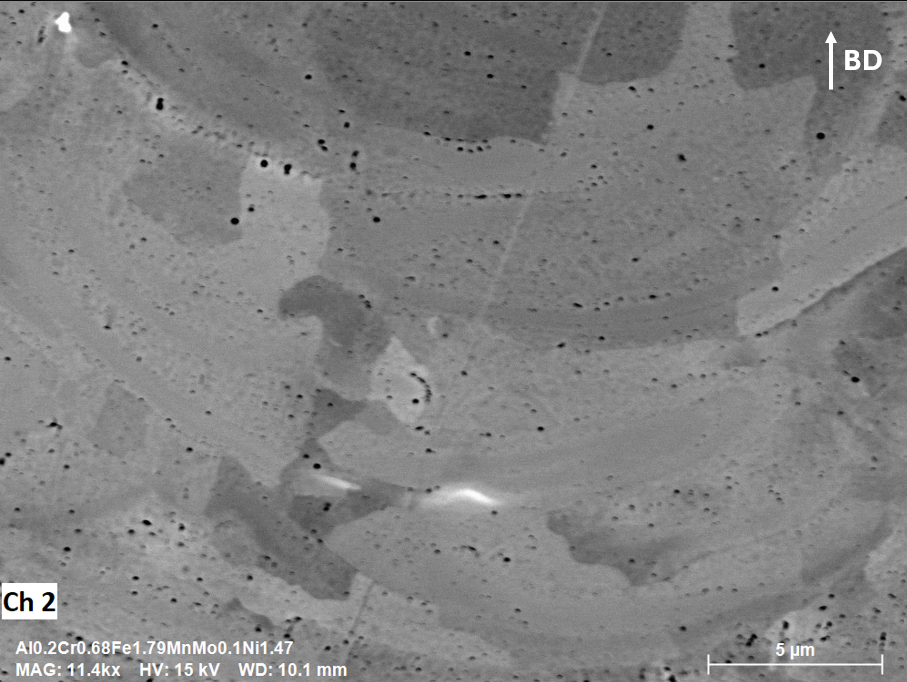 BD
Ch 2
Al0.2Cr0.68Fe1.79MnMo0.1Ni1.47
MAG: 11.4kx HV: 15 kV WD: 10.1 mm
5 µm